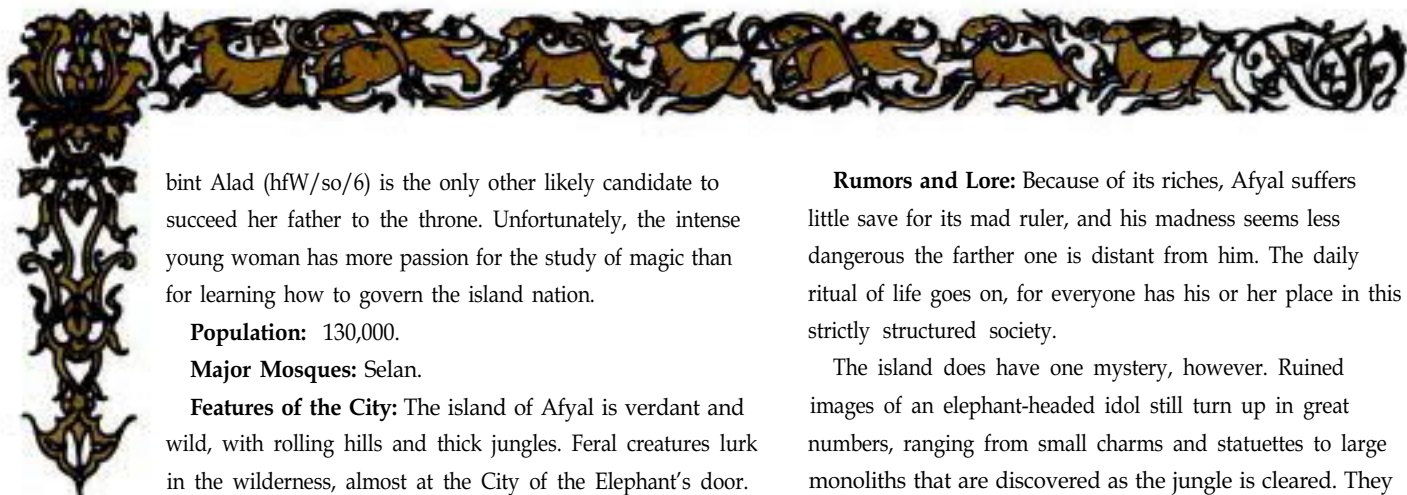 bint Alad (hfW/so/6) is the only other likely candidate to
succeed her father to the throne. Unfortunately, the intense
young woman has more passion for the study of magic than
for learning how to govern the island nation.
Population: 130,000.
Major Mosques: Selan.
Features of the City: The island of Afyal is verdant and
wild, with rolling hills and thick jungles. Feral creatures lurk
in the wilderness, almost at the City of the Elephant's door.
Rumors and Lore: Because of its riches, Afyal suffers
little save for its mad ruler, and his madness seems less
dangerous the farther one is distant from him. The daily
ritual of life goes on, for everyone has his or her place in this
strictly structured society.
The island does have one mystery, however. Ruined
images of an elephant-headed idol still turn up in great
numbers, ranging from small charms and statuettes to large
monoliths that are discovered as the jungle is cleared. They